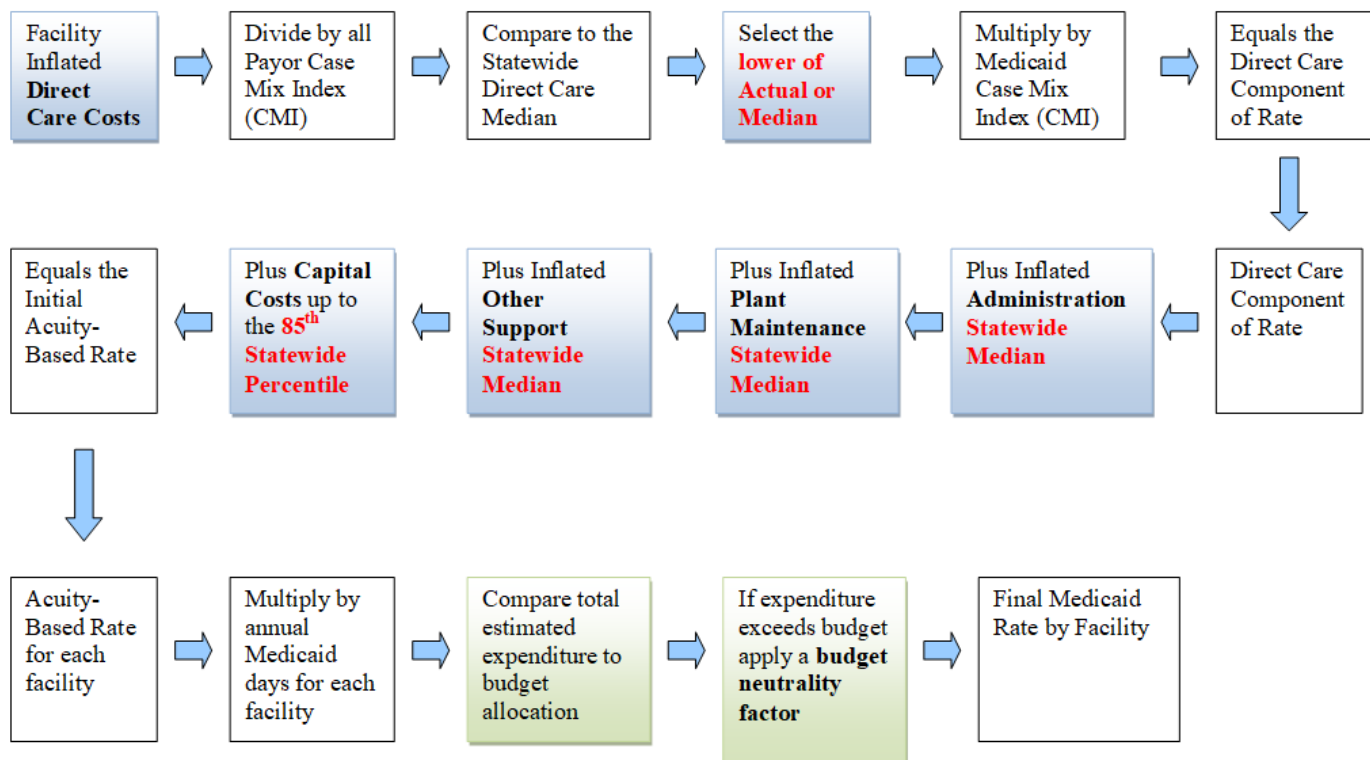 Facility
Inflated
Direct
Care Costs
Divide by all
Payor Case
Mix Index
(CMI)
Compare to the
Statewide
Direct Care
Median
Select the
lower of
Actual or
Median
Multiply by
Medicaid
Case Mix
Index (CMI)
Equals the
Direct Care
Component
of Rate
Direct Care
Component
of Rate
Plus Inflated
Administration
Statewide
Median
Plus Inflated
Plant
Maintenance
Statewide
Median
Plus Inflated
Other
Support
Statewide
Median
Plus Capital
Costs up to
the 85th
Statewide
Percentile
Equals the
Initial
Acuity-
Based Rate
Acuity-
Based Rate
for each
facility
Multiply by
annual
Medicaid
days for each
facility
Compare total
estimated
expenditure to
budget
allocation
If expenditure
exceeds budget
apply a budget
neutrality
factor
Final Medicaid
Rate by Facility